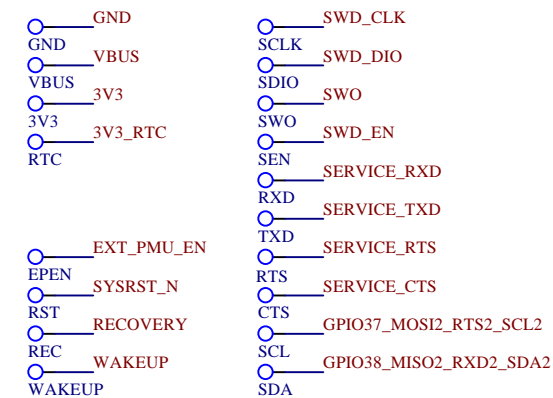 GND
GND
VBUS
VBUS
3V3
3V3
3V3_RTC
RTC
EXT_PMU_EN
EPEN
SYSRST_N
RST
RECOVERY
REC
WAKEUP
WAKEUP
SWD_CLK
SCLK
SWD_DIO
SDIO
SWO
SWO
SWD_EN
SEN
SERVICE_RXD
RXD
SERVICE_TXD
TXD
SERVICE_RTS
RTS
SERVICE_CTS
CTS
GPIO37_MOSI2_RTS2_SCL2
SCL
GPIO38_MISO2_RXD2_SDA2
SDA